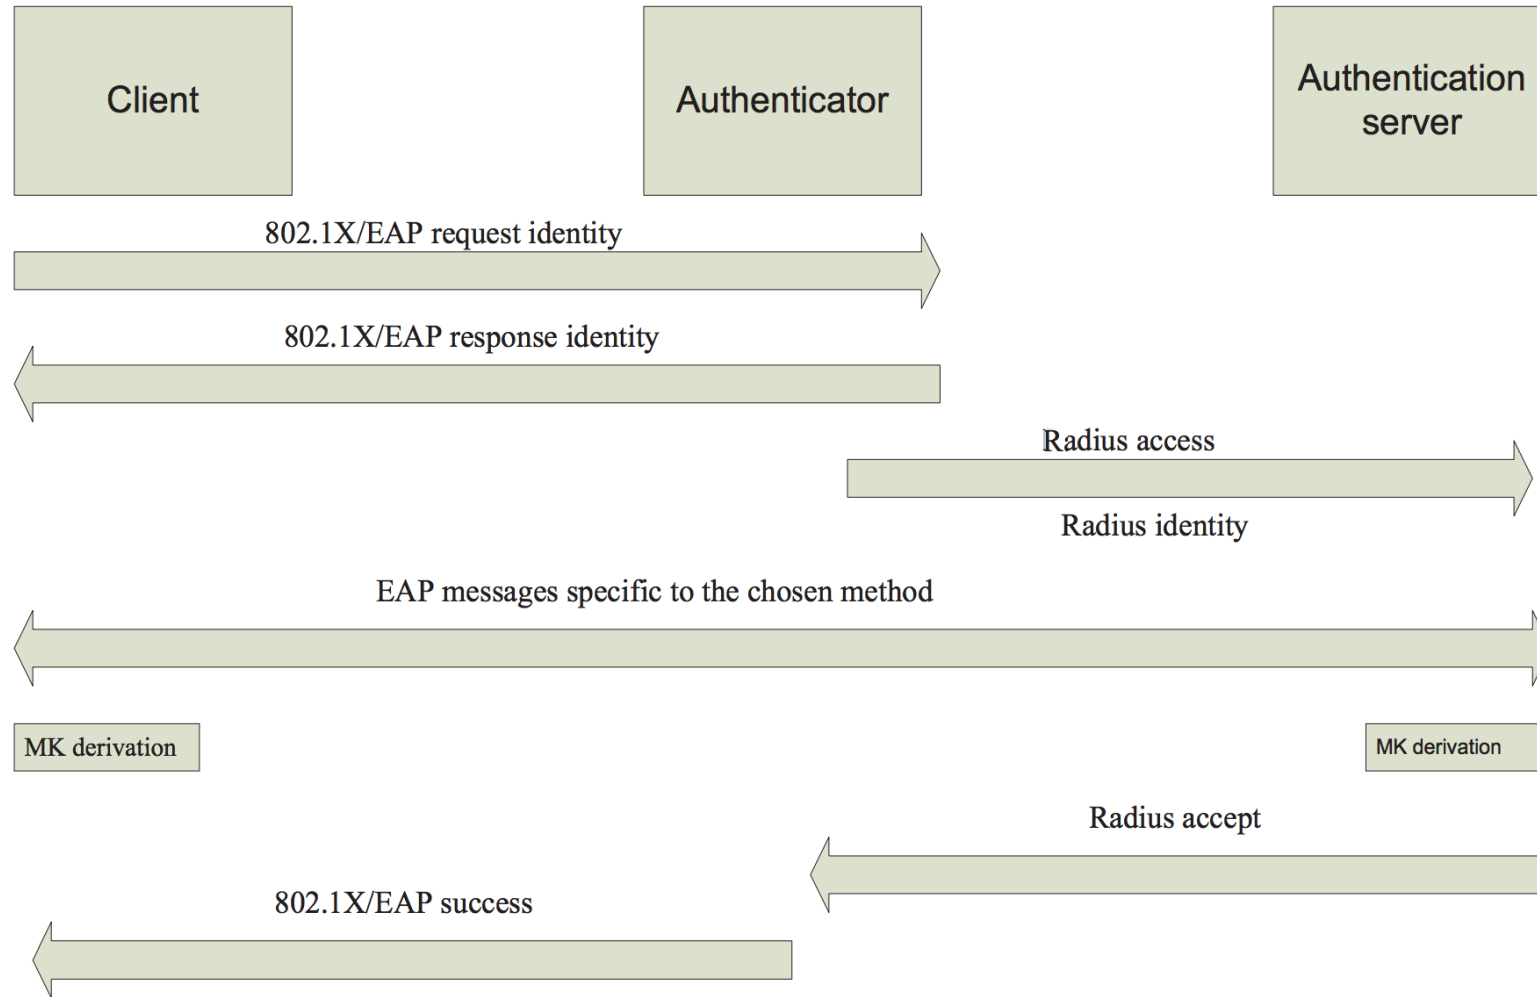 Client
Authenticator
Authentication
server
802.1X/EAP request identity
802.1X/EAP response identity
Radius access
Radius identity
EAP messages specific to the chosen method
MK derivation
MK derivation
Radius accept
802.1X/EAP success